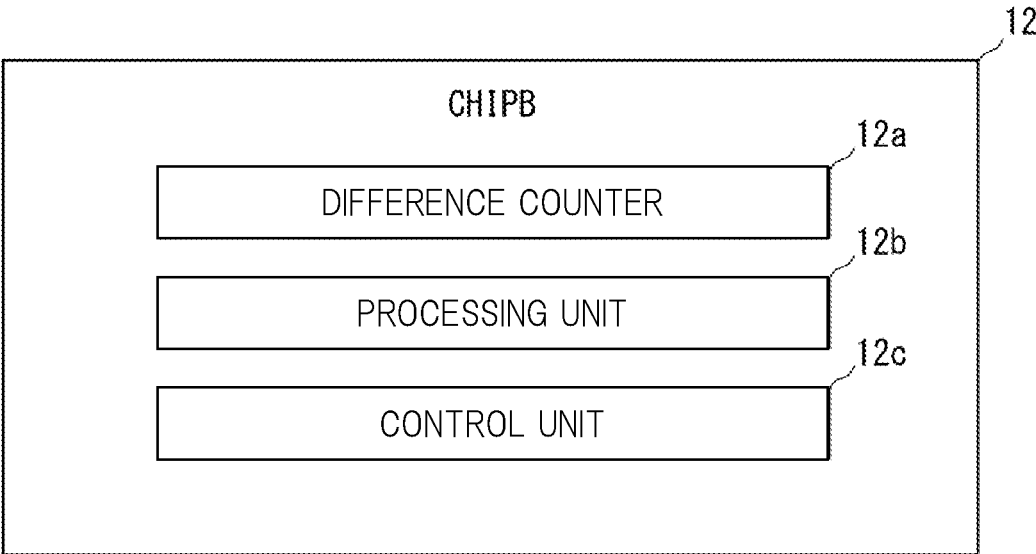 12
CHIPB
12a
DIFFERENCE COUNTER
12b
PROCESSING UNIT
12c
CONTROL UNIT